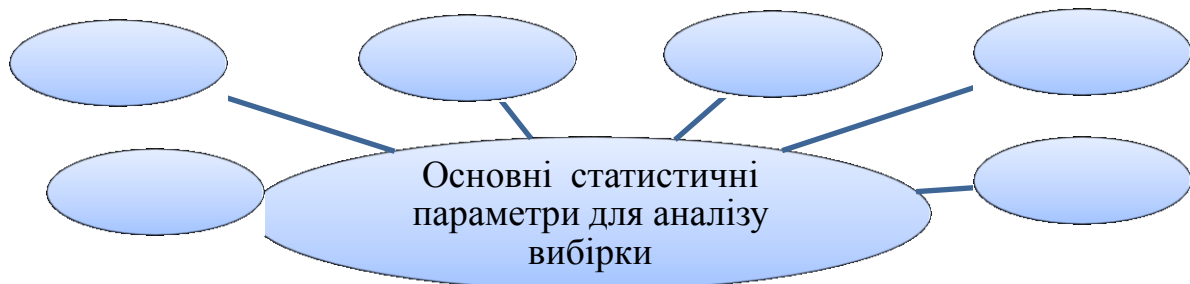 Основні статистичні
параметри для аналізу
вибірки